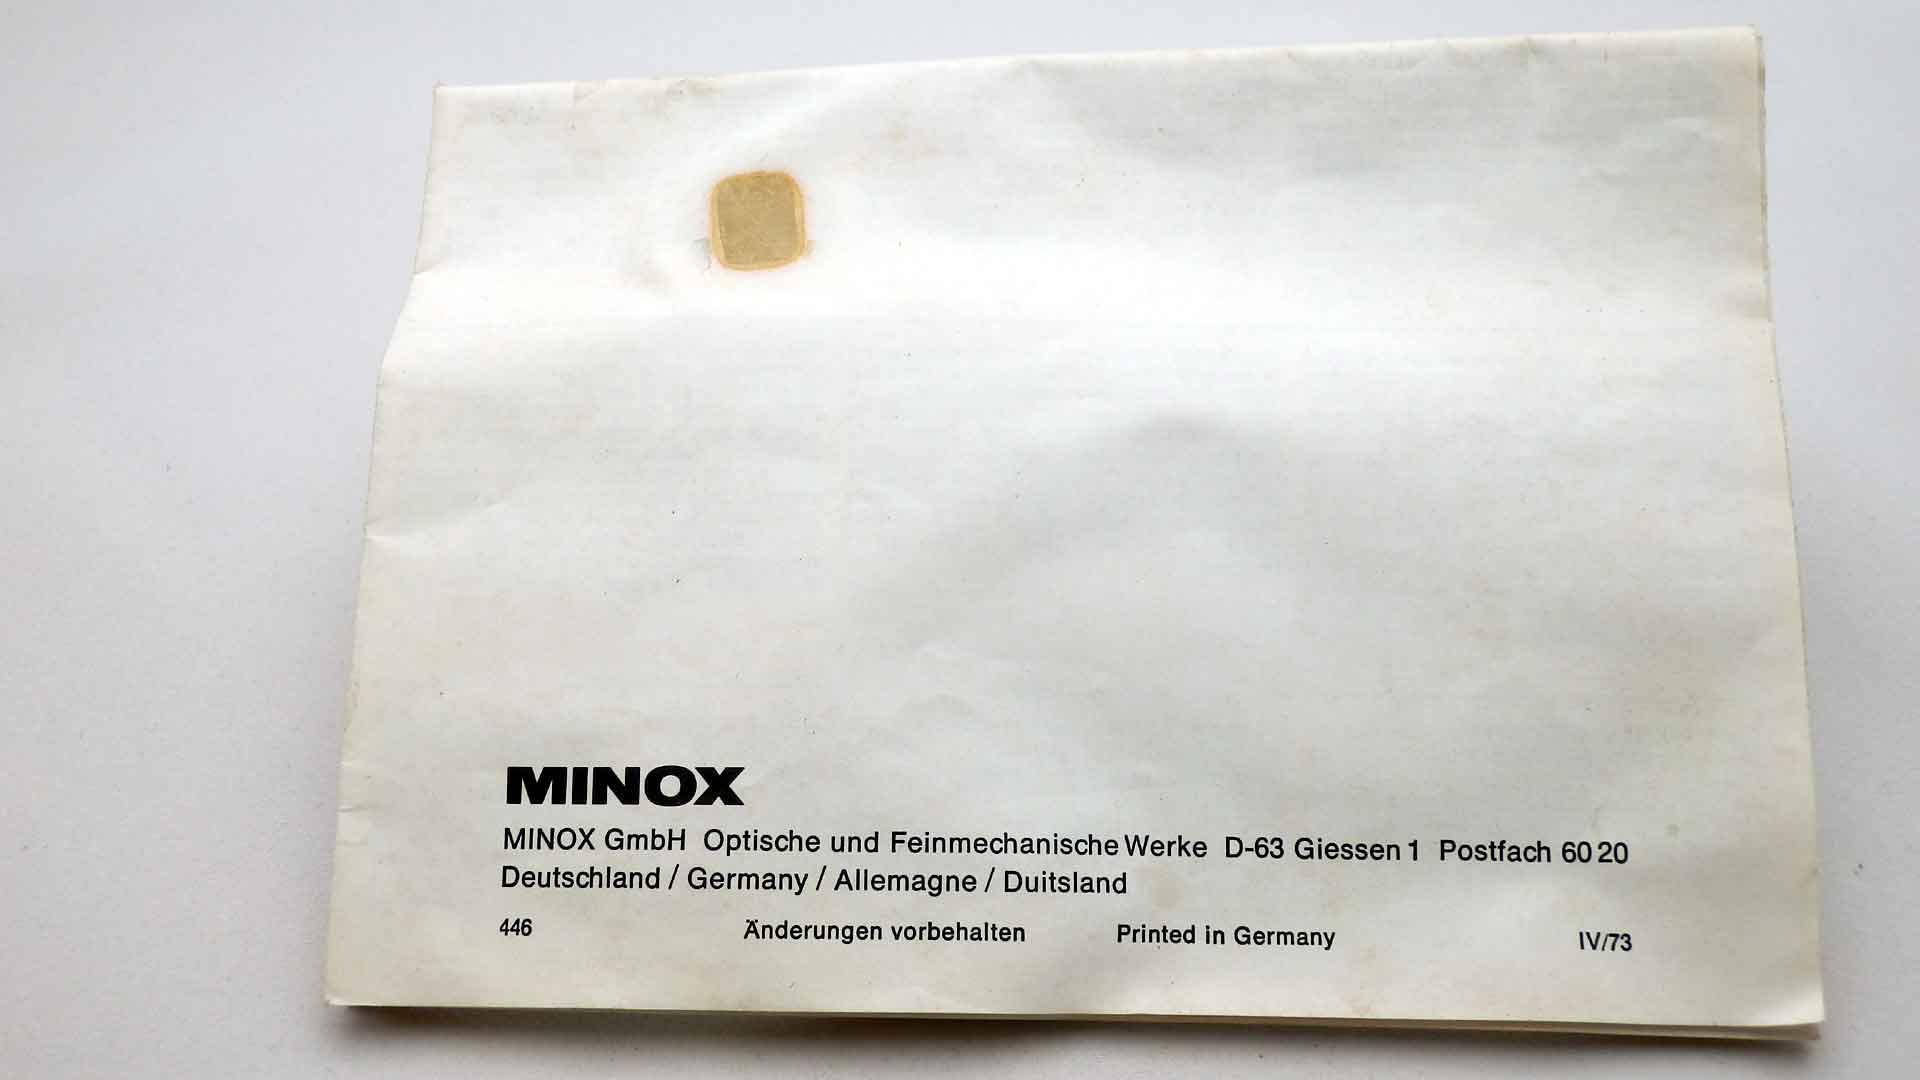 MINOX
MINOX GmbH Optische und Feinmechanische Werke D-63 Giessen 1 Postfach 60 20
Deutschland / Germany / Allemagne / Duitsland
446 Änderungen vorbehalten Printed in Germany IV/73